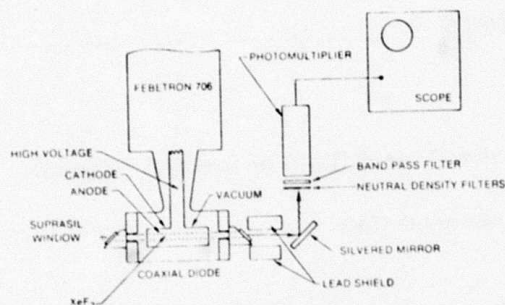 PHOTOMULTIPLIER
FEBETRON 706
SCOPE
HIGH VOLTAGE
CATHODE
ANODE
VACUUM
BAND PASS FILTER
NEUTRAL DENSITY FILTERS
SUPRASIL
WINDOW
SILVERED MIRROR
COAXIAL DIODE
LEAD SHIELD
XeF₂